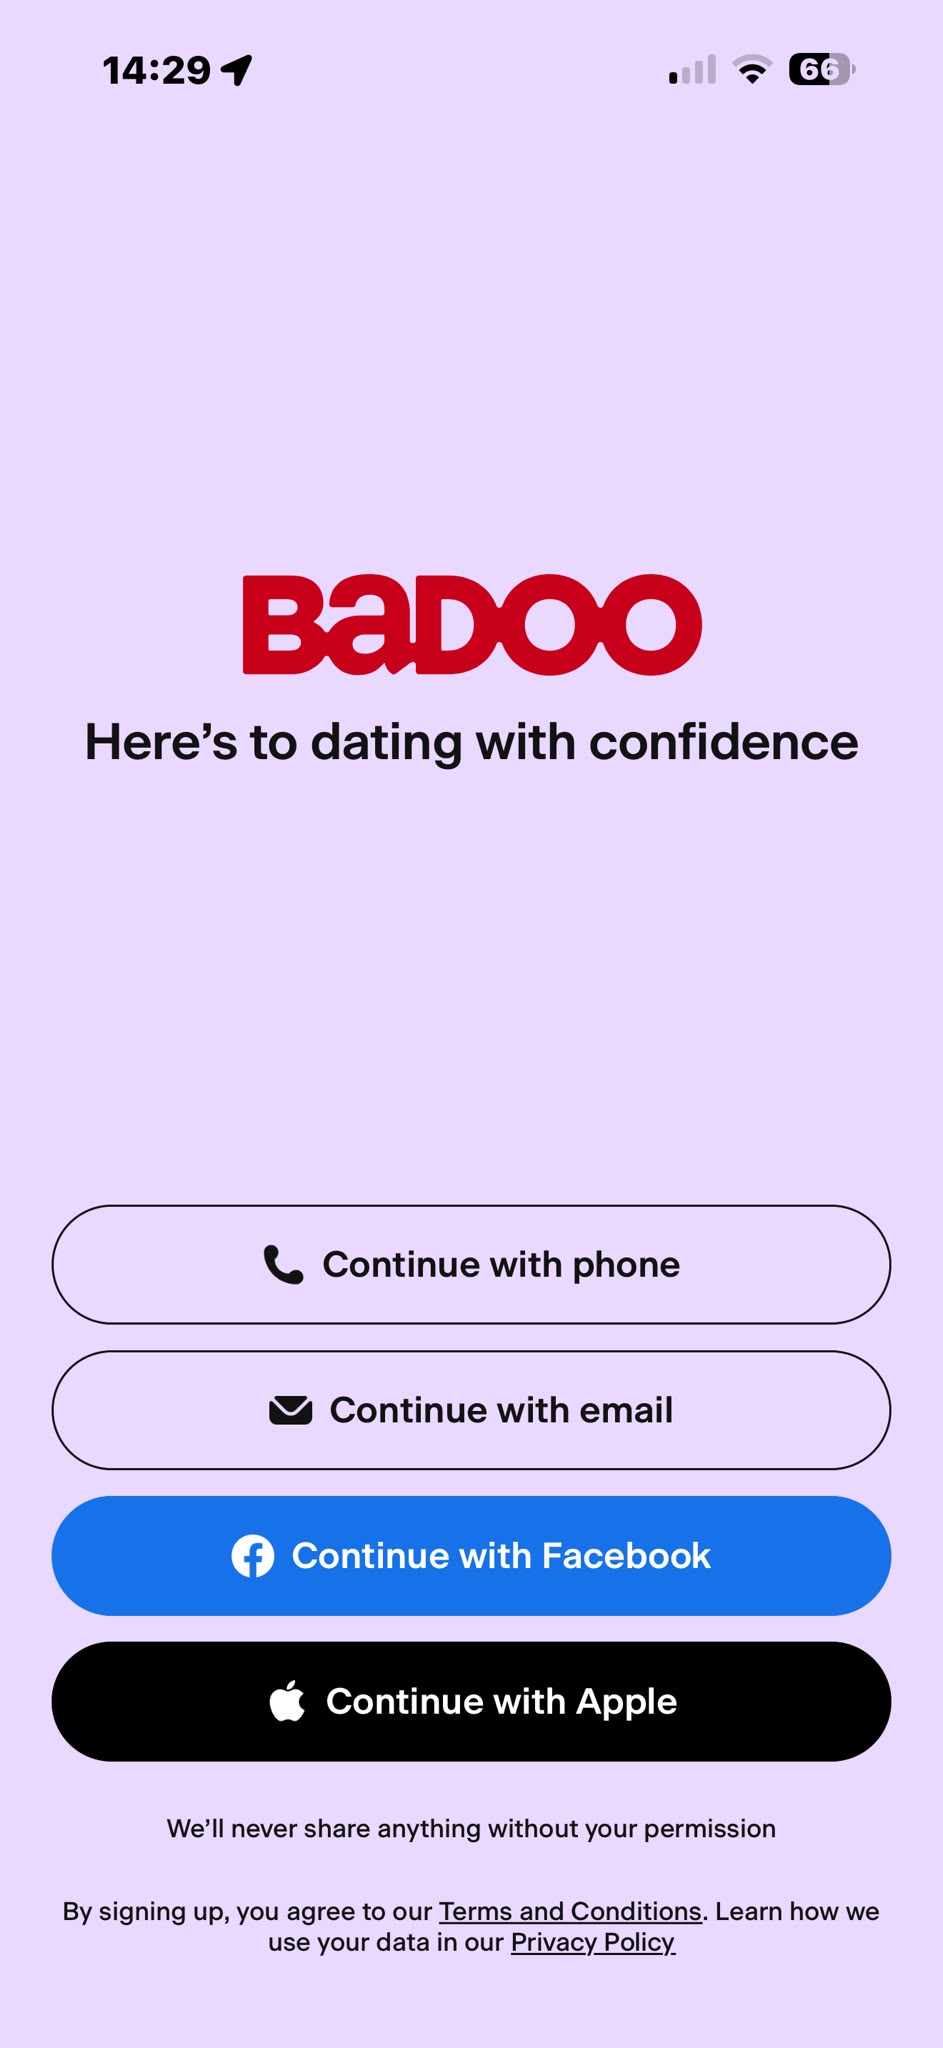 14:29
66
BaDOO
Here’s to dating with confidence
Continue with phone
Continue with email
Continue with Facebook
Continue with Apple
We’ll never share anything without your permission
By signing up, you agree to our Terms and Conditions. Learn how we
use your data in our Privacy Policy